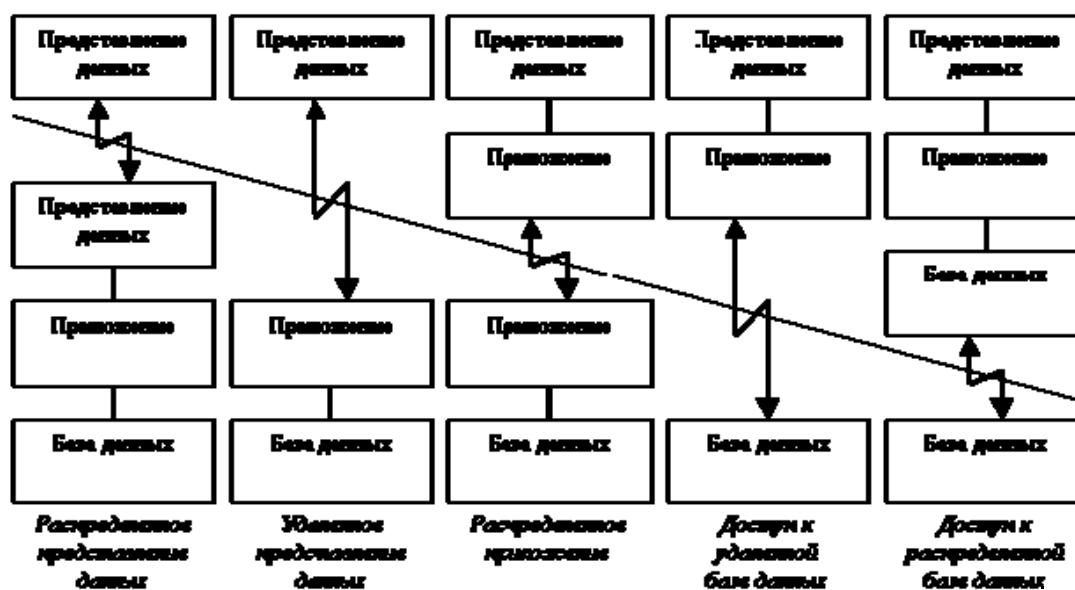 Представление
данных
Представление
данных
Представление
данных
Представление
данных
Представление
данных
Приложение
Приложение
Приложение
Представление
данных
База данных
Приложение
Приложение
Приложение
База данных
База данных
База данных
База данных
База данных
Распределенное
представление
данных
Удаленное
представление
данных
Распределенное
приложение
Доступ к
удаленной
базе данных
Доступ к
распределенной
базе данных